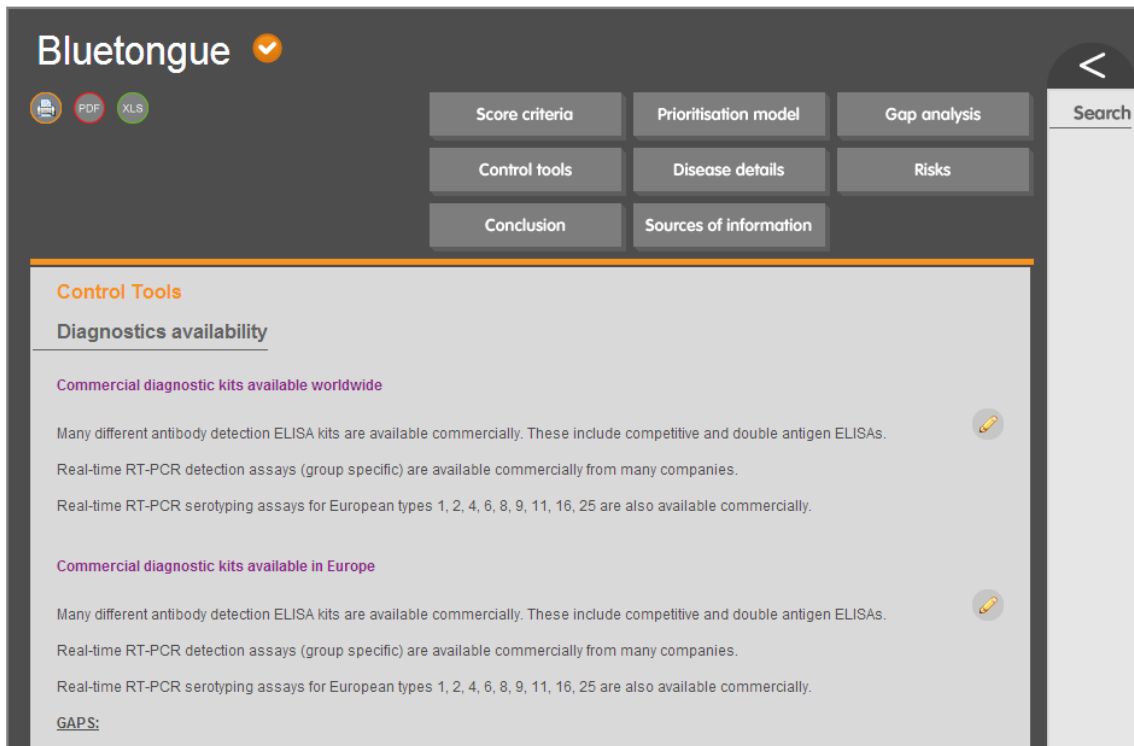 Bluetongue
PDF XLS
<
Search
Score criteria Prioritisation model Gap analysis
Control tools Disease details Risks
Conclusion Sources of information
Control Tools
Diagnostics availability
Commercial diagnostic kits available worldwide
Many different antibody detection ELISA kits are available commercially. These include competitive and double antigen ELISAs.
Real-time RT-PCR detection assays (group specific) are available commercially from many companies.
Real-time RT-PCR serotyping assays for European types 1, 2, 4, 6, 8, 9, 11, 16, 25 are also available commercially.
Commercial diagnostic kits available in Europe
Many different antibody detection ELISA kits are available commercially. These include competitive and double antigen ELISAs.
Real-time RT-PCR detection assays (group specific) are available commercially from many companies.
Real-time RT-PCR serotyping assays for European types 1, 2, 4, 6, 8, 9, 11, 16, 25 are also available commercially.
GAPS: